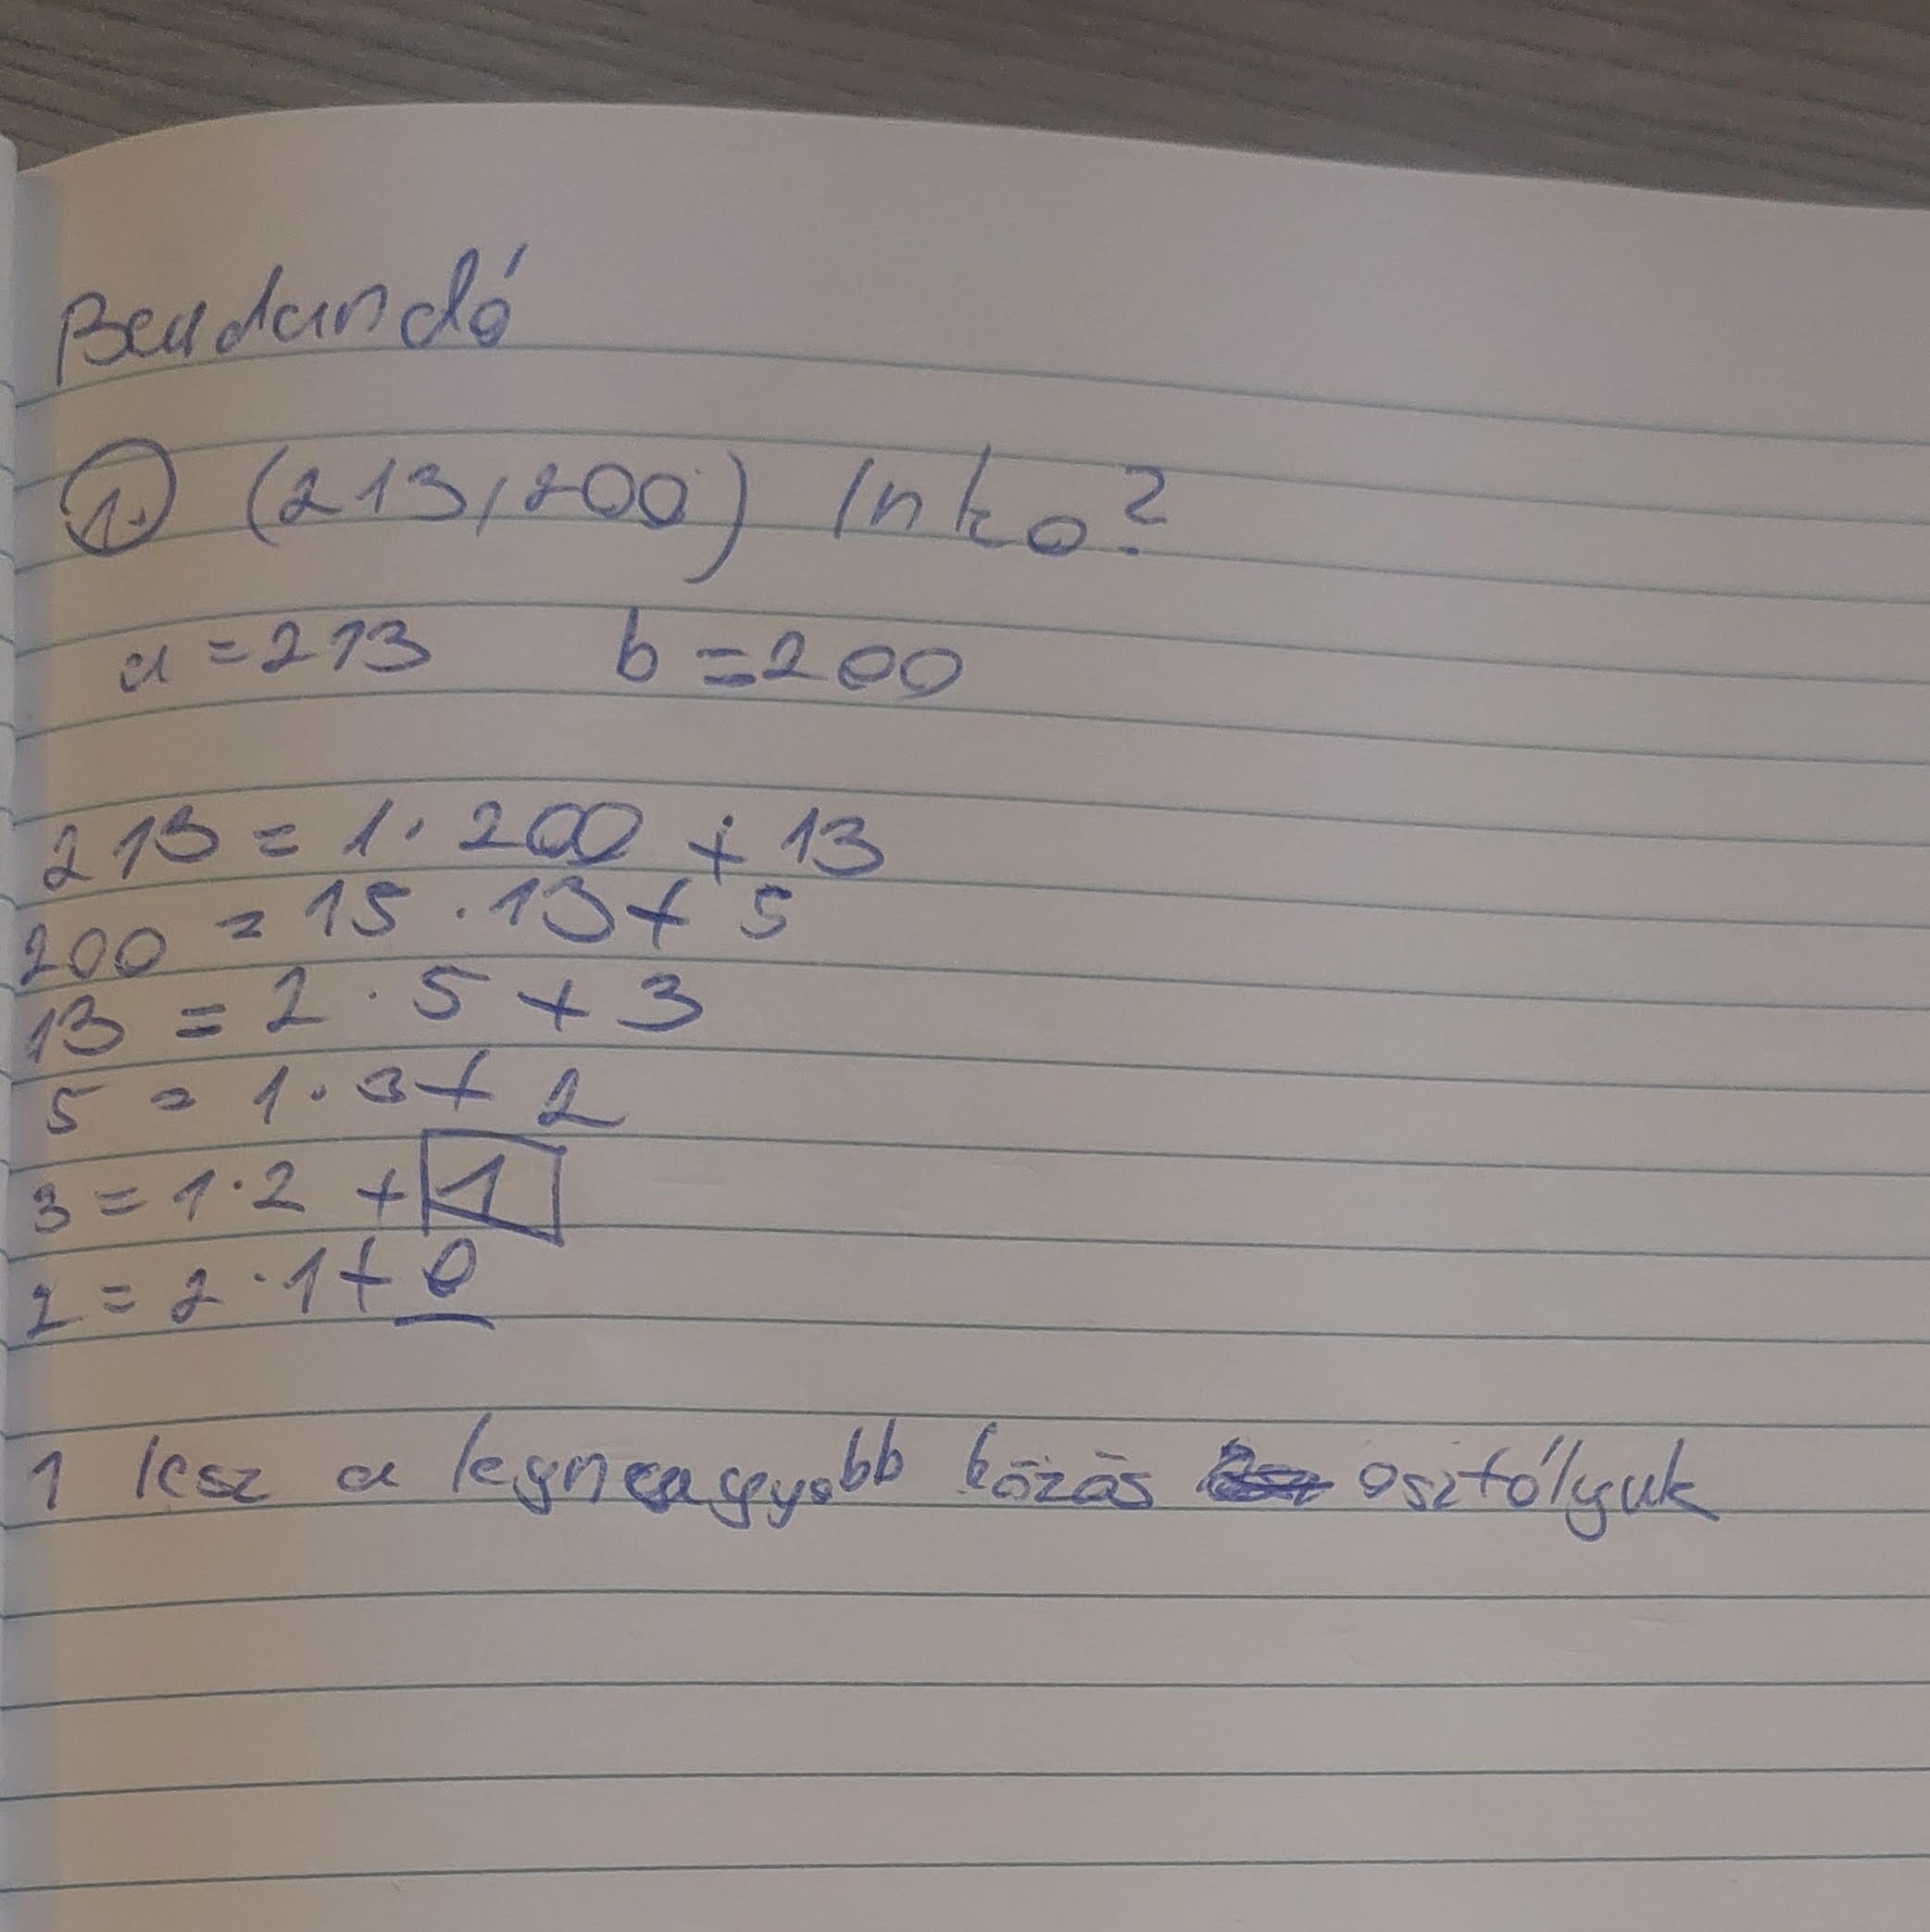 Beadandó
1. (213,200) lnko?
a = 213 b = 200
213 = 1 · 200 + 13
200 = 15 · 13 + 5
13 = 2 · 5 + 3
5 = 1 · 3 + 2
3 = 1 · 2 + 1
2 = 2 · 1 + 0
1 lesz a legnagyobb közös osztólyuk